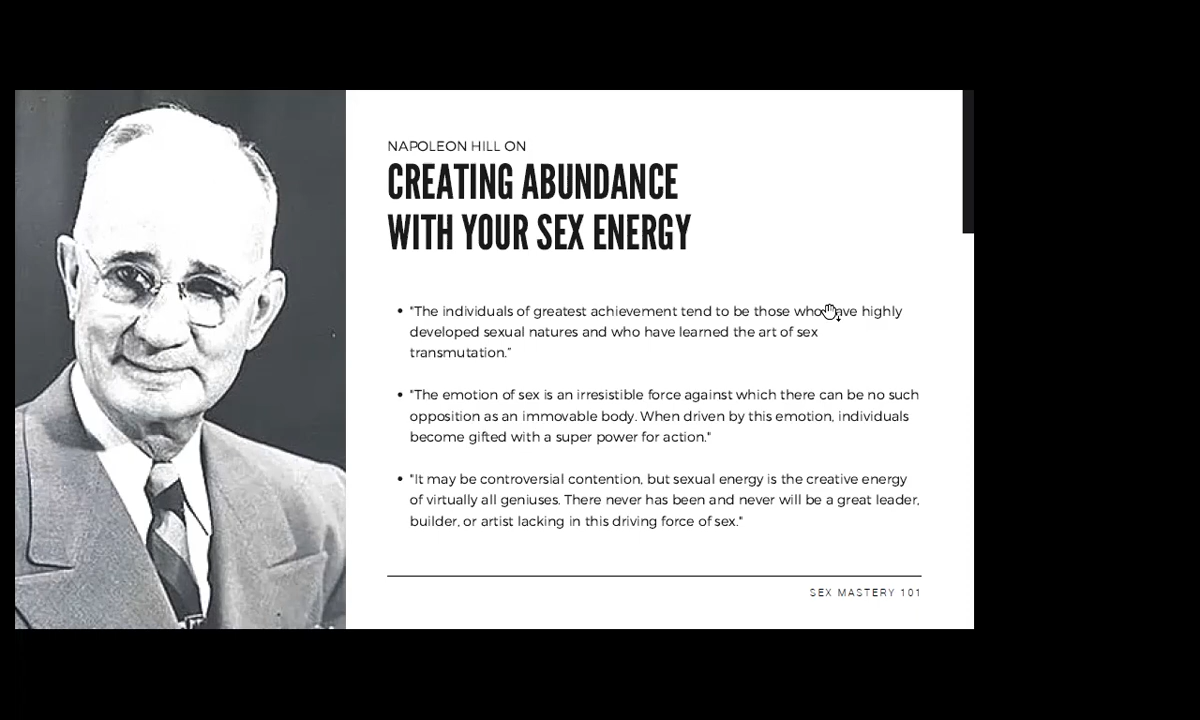 NAPOLEON HILL ON
CREATING ABUNDANCE
WITH YOUR SEX ENERGY
• "The individuals of greatest achievement tend to be those who have highly
developed sexual natures and who have learned the art of sex
transmutation."
• "The emotion of sex is an irresistible force against which there can be no such
opposition as an immovable body. When driven by this emotion, individuals
become gifted with a super power for action."
• "It may be controversial contention, but sexual energy is the creative energy
of virtually all geniuses. There never has been and never will be a great leader,
builder, or artist lacking in this driving force of sex."
SEX MASTERY 101